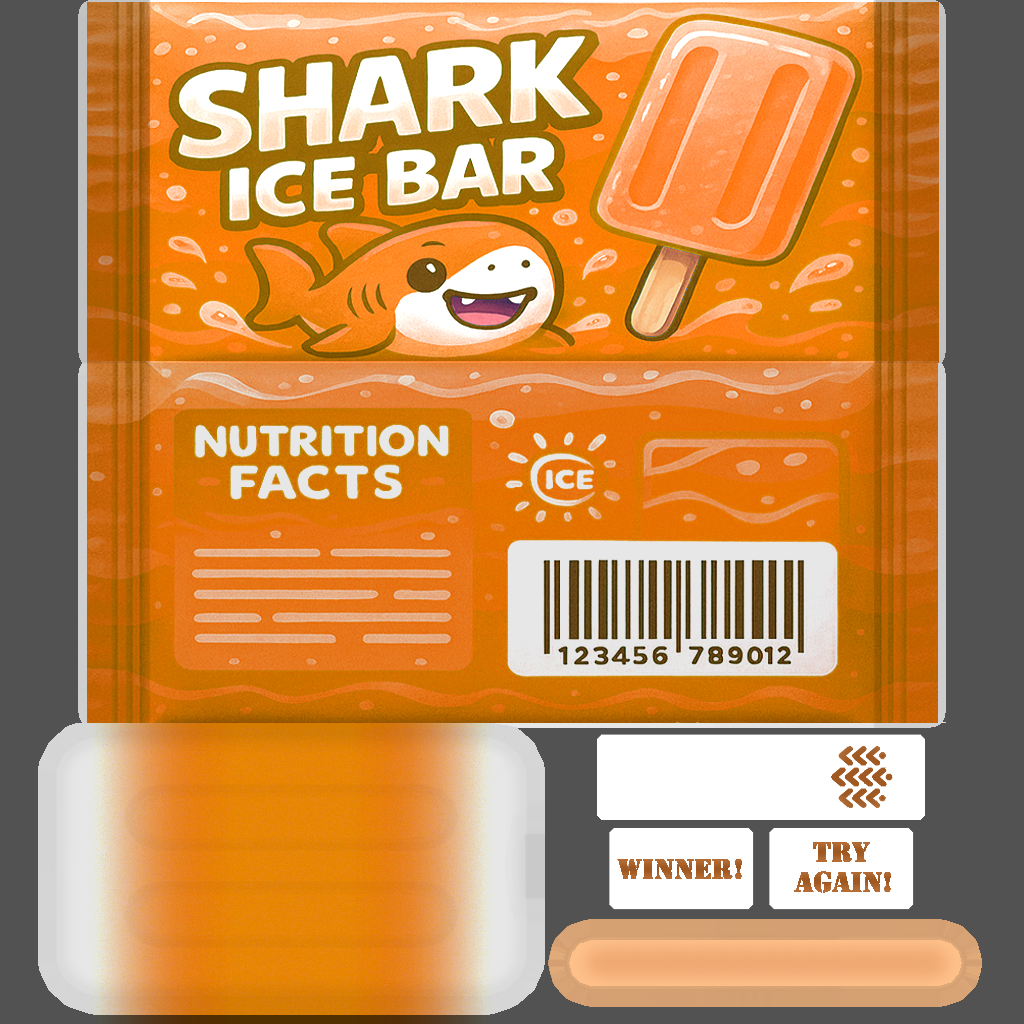 SHARK
ICE BAR
NUTRITION
FACTS
ICE
123456 789012
WINNER!
TRY
AGAIN!